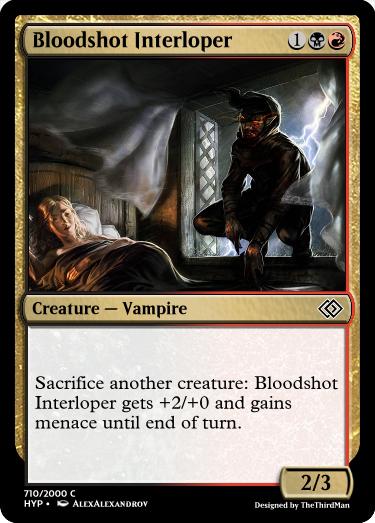 Bloodshot Interloper 1
Creature — Vampire
Sacrifice another creature: Bloodshot
Interloper gets +2/+0 and gains
menace until end of turn.
2/3
710/2000 C
HYP • AlexAlexandrov
Designed by TheThirdMan